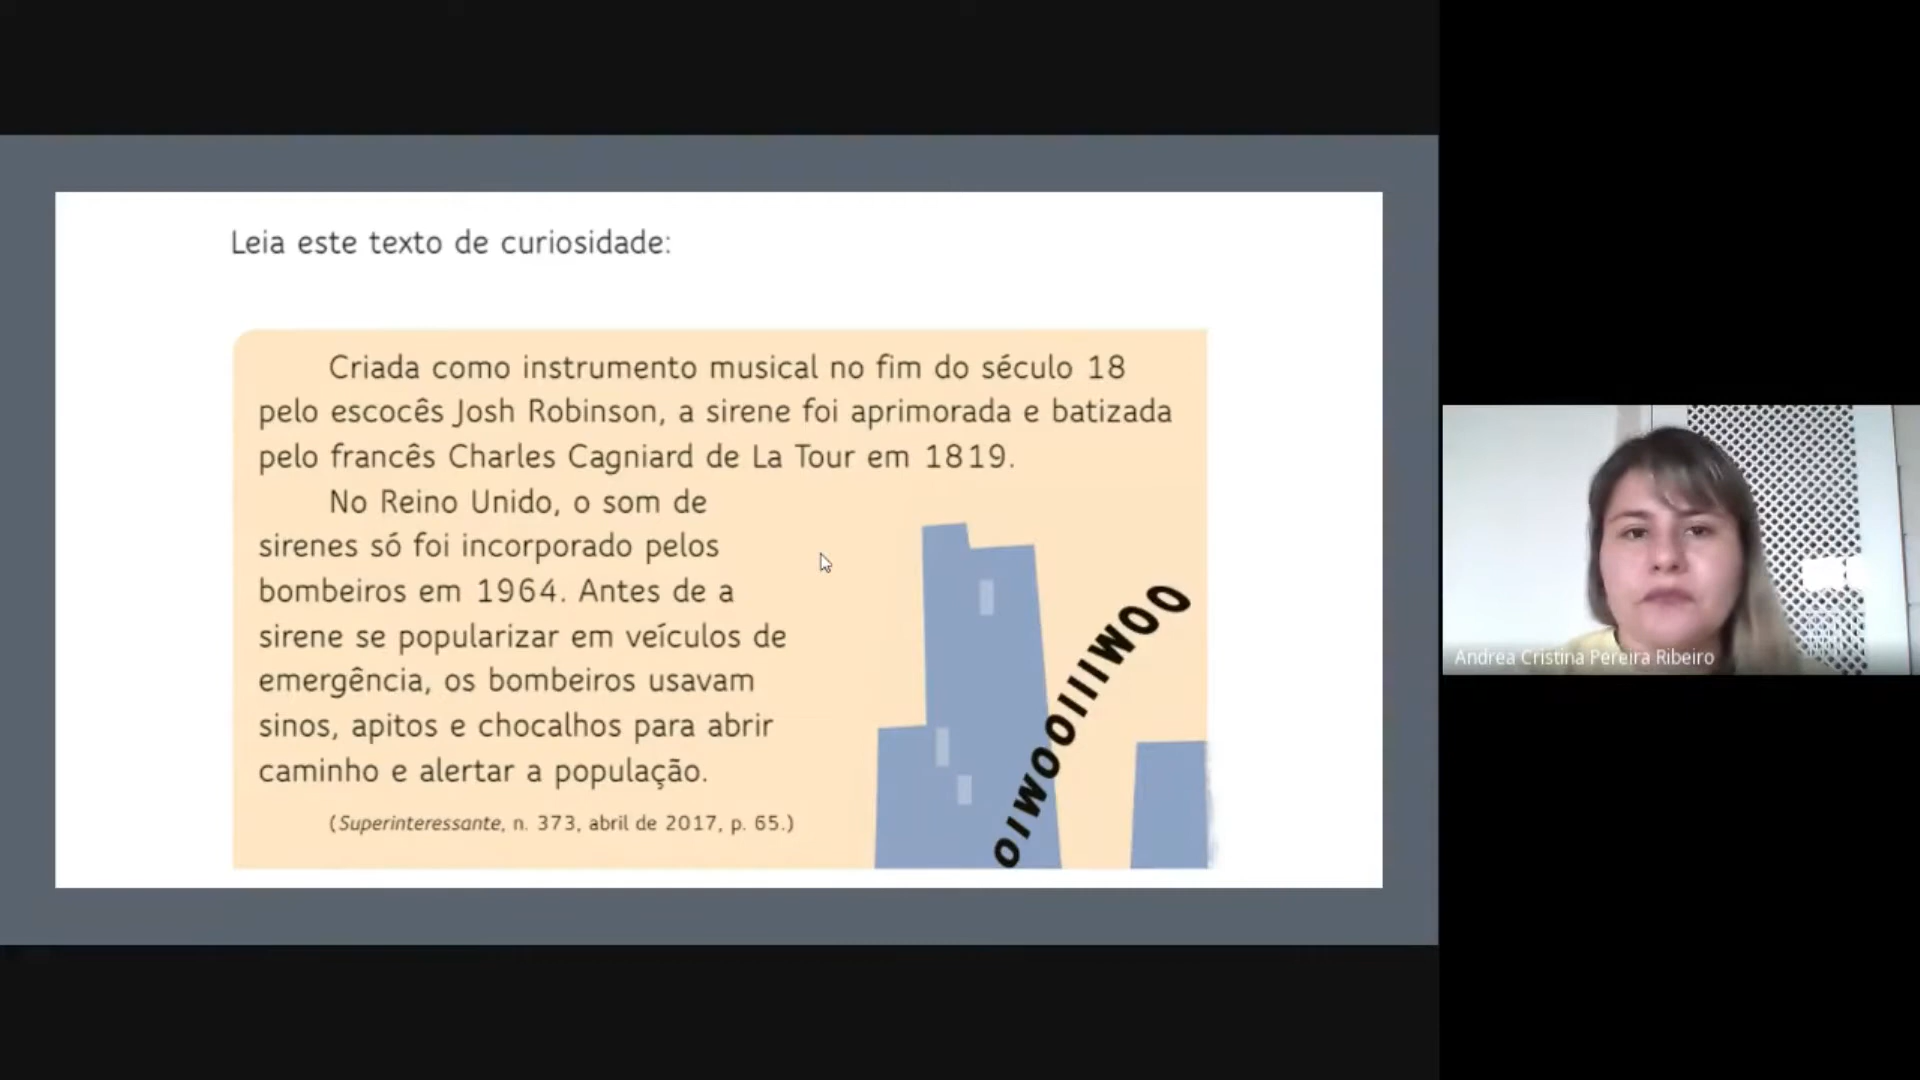 Leia este texto de curiosidade:
Criada como instrumento musical no fim do século 18
pelo escocês Josh Robinson, a sirene foi aprimorada e batizada
pelo francês Charles Cagniard de La Tour em 1819.
No Reino Unido, o som de
sirenes só foi incorporado pelos
bombeiros em 1964. Antes de a
sirene se popularizar em veículos de
emergência, os bombeiros usavam
sinos, apitos e chocalhos para abrir
caminho e alertar a população.
(Superinteressante, n. 373, abril de 2017, p. 65.)
OIWOOIIIWOO
Andrea Cristina Pereira Ribeiro